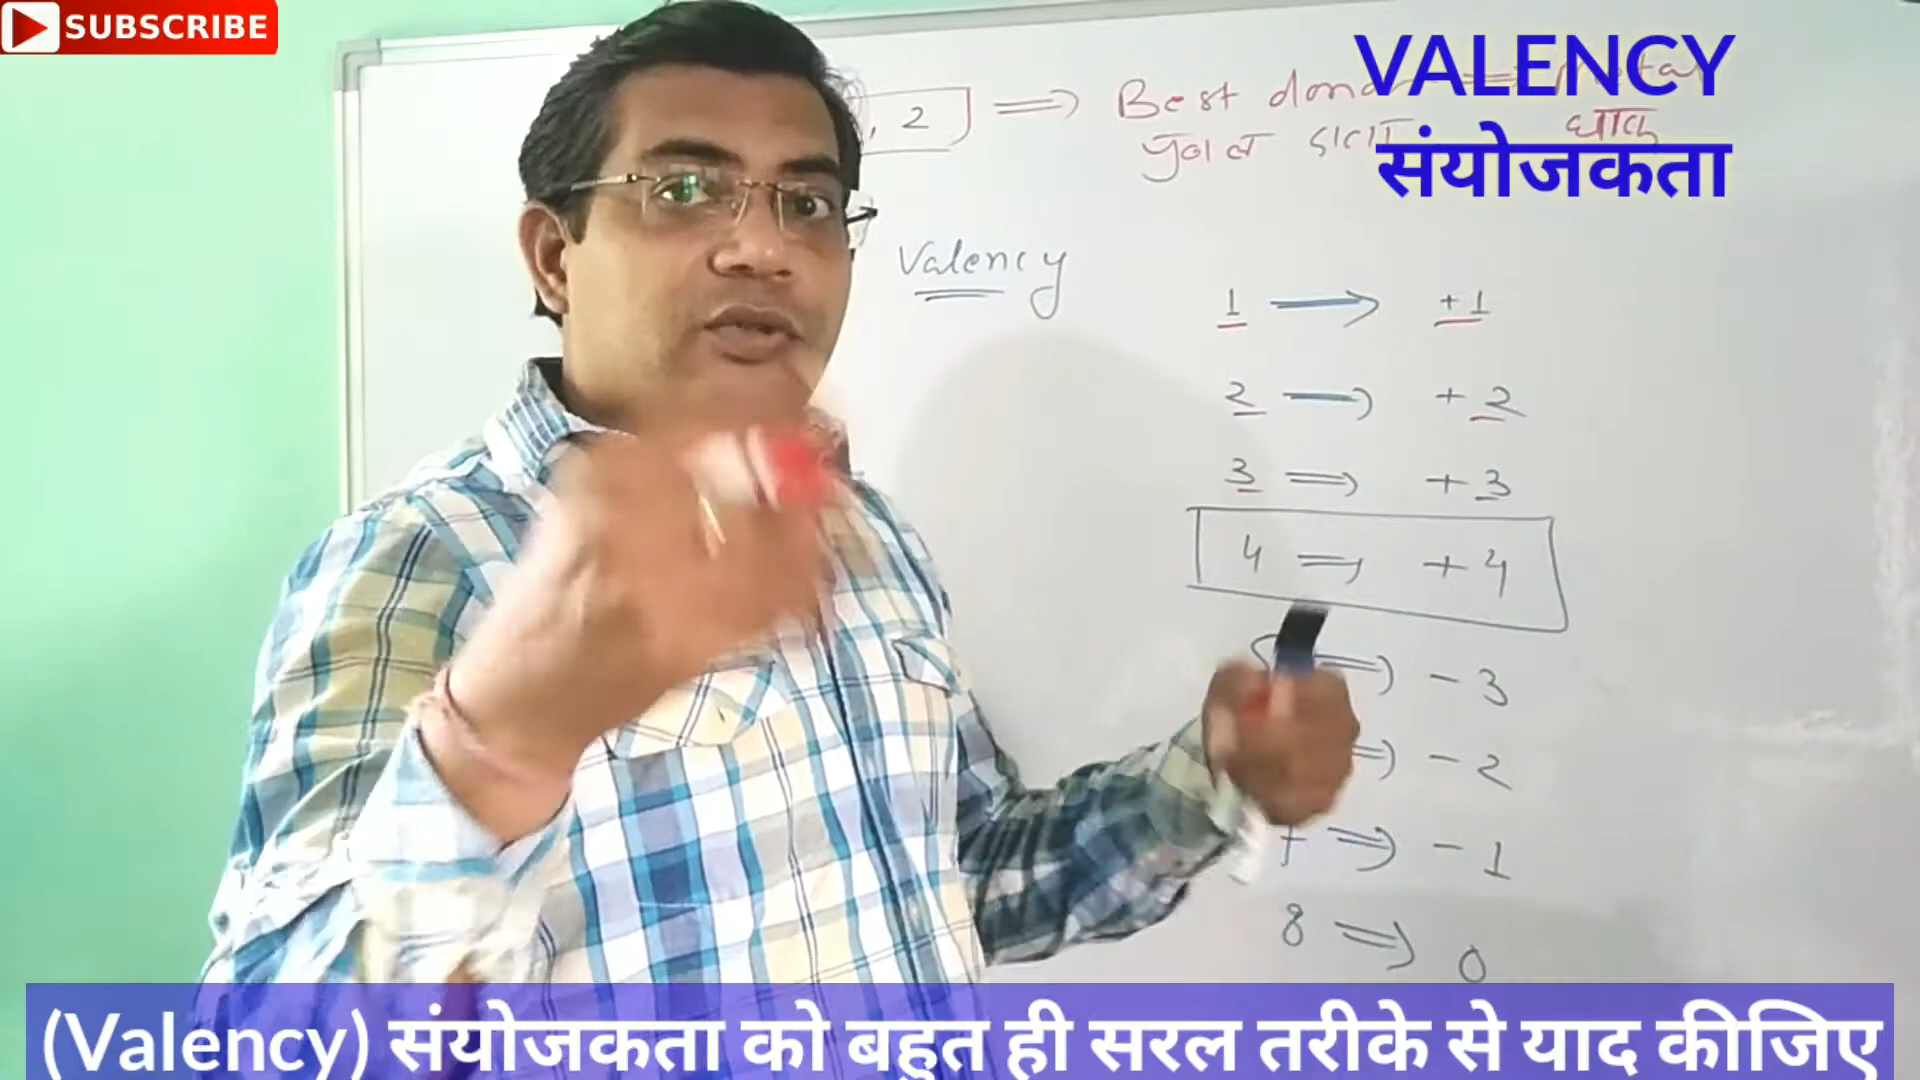 SUBSCRIBE
VALENCY
संयोजकता
, 2 ⟹ Best
Valency
1 → +1
2 → +2
3 ⇒ +3
4 ⇒ +4
⇒ -3
⇒ -2
7 ⇒ -1
8 ⇒ 0
(Valency) संयोजकता को बहुत ही सरल तरीके से याद कीजिए